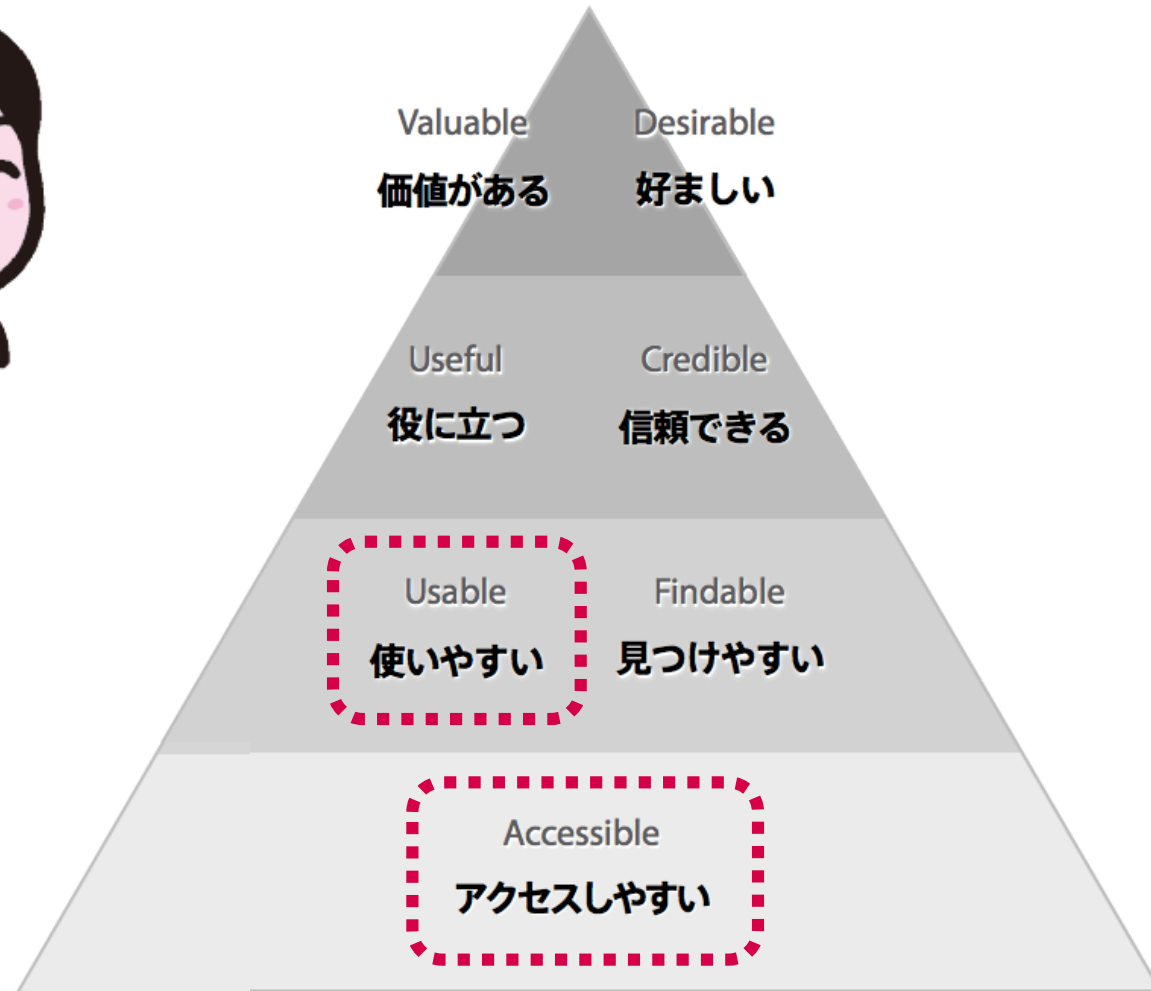 Valuable
Desirable
価値がある
好ましい
Useful
Credible
役に立つ
信頼できる
Usable
Findable
使いやすい
見つけやすい
Accessible
アクセスしやすい